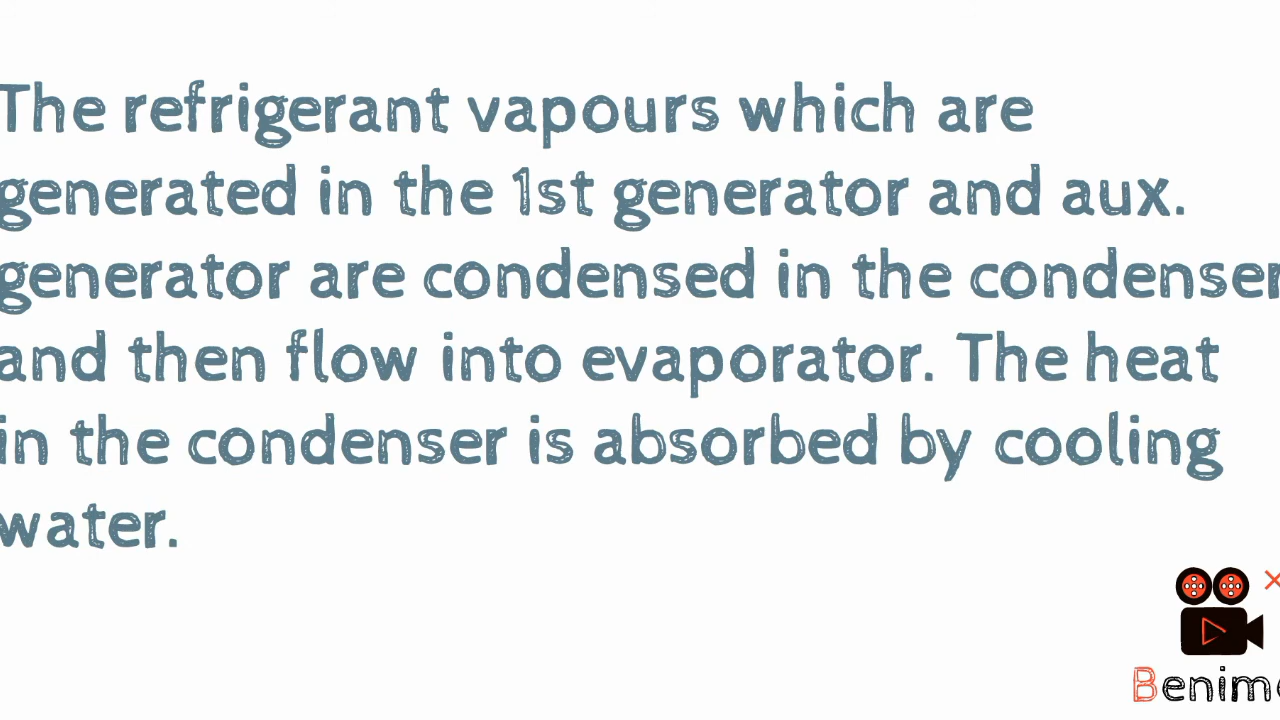 The refrigerant vapours which are
generated in the 1st generator and aux.
generator are condensed in the condenser
and then flow into evaporator. The heat
in the condenser is absorbed by cooling
water.